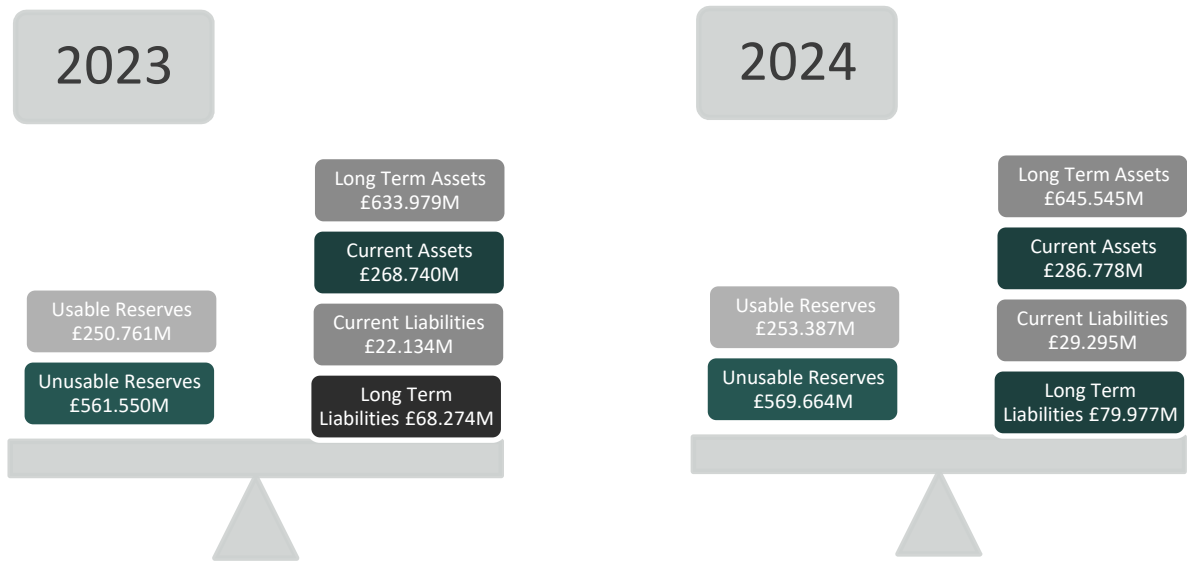 2023
Long Term Assets
£633.979M
Current Assets
£268.740M
Usable Reserves
£250.761M
Current Liabilities
£22.134M
Unusable Reserves
£561.550M
Long Term
Liabilities £68.274M
2024
Long Term Assets
£645.545M
Current Assets
£286.778M
Usable Reserves
£253.387M
Current Liabilities
£29.295M
Unusable Reserves
£569.664M
Long Term
Liabilities £79.977M